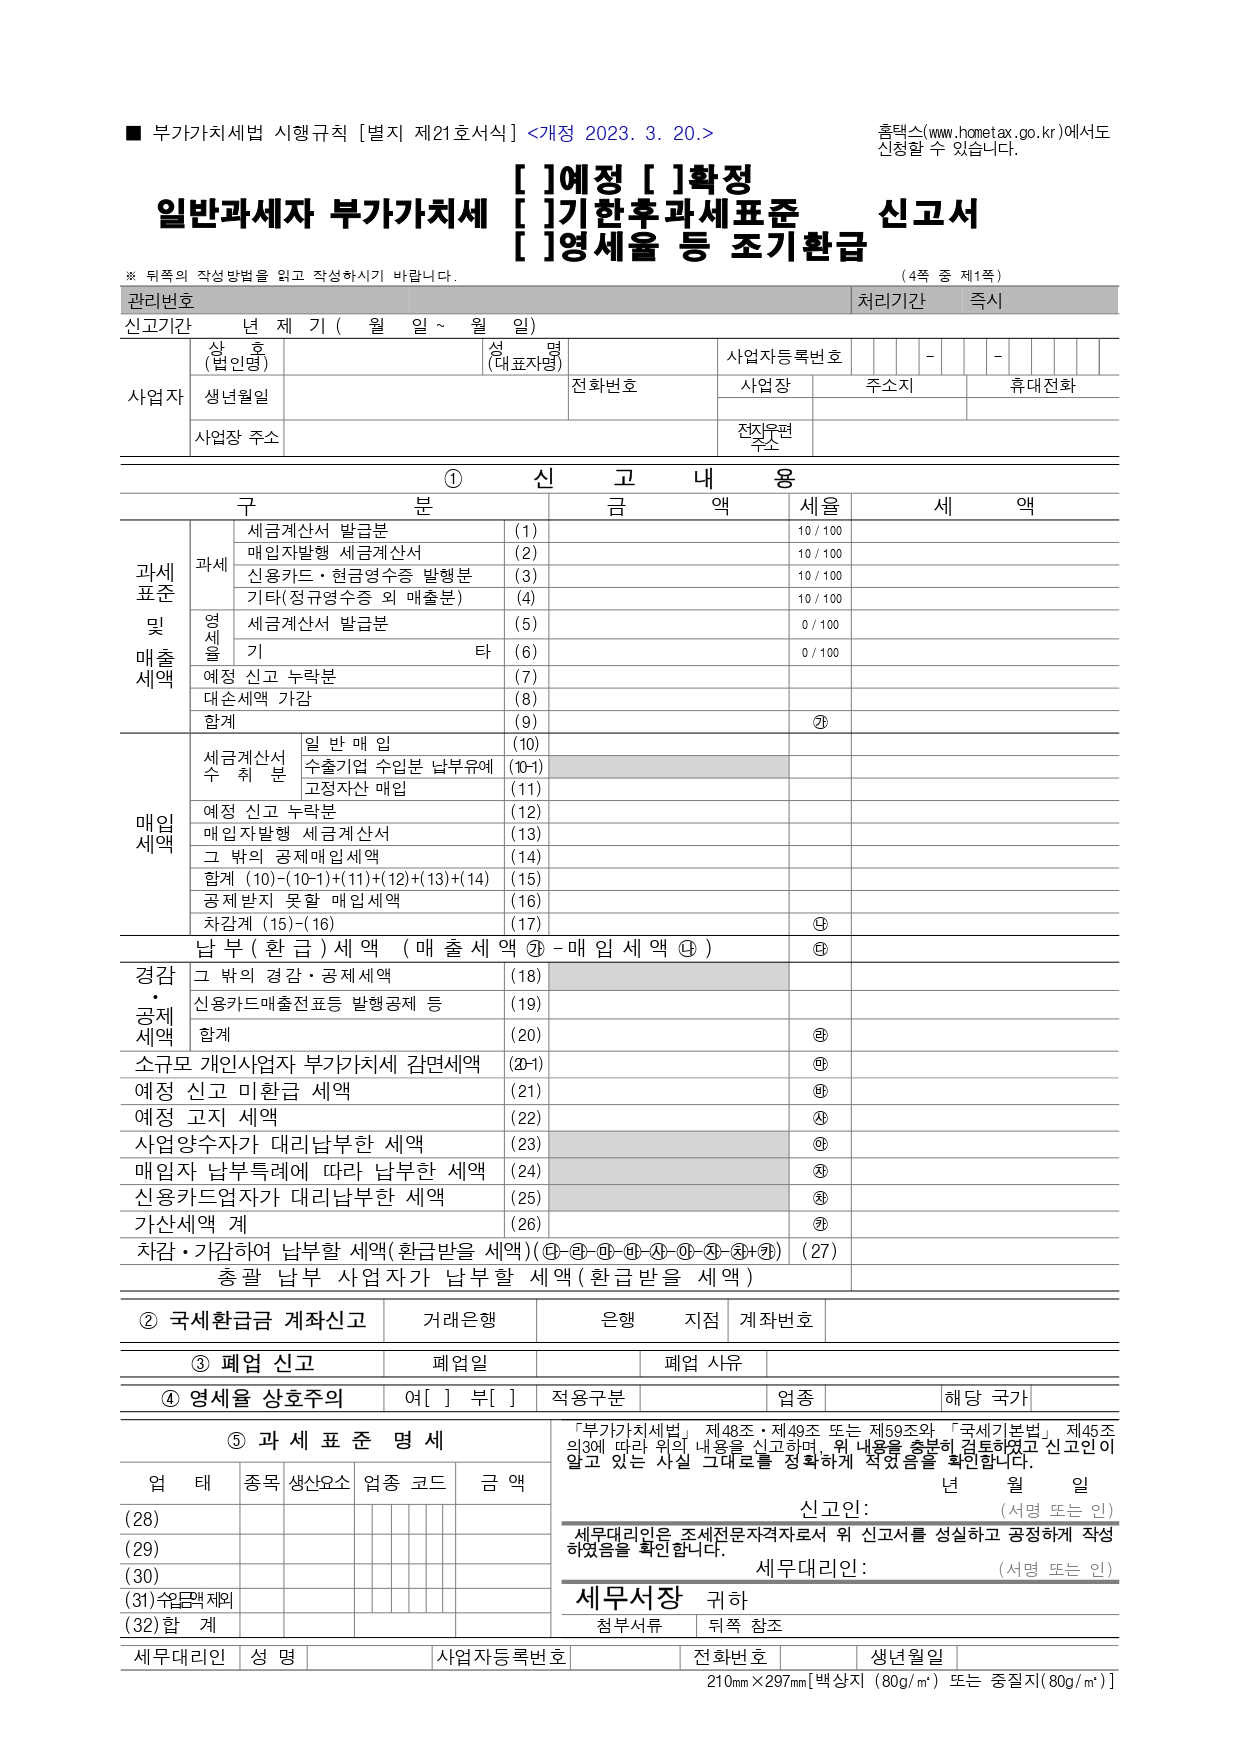 ■ 부가가치세법 시행규칙 [별지 제21호서식] <개정 2023. 3. 20.>
홈택스(www.hometax.go.kr)에서도
신청할 수 있습니다.
[ ]예정 [ ]확정
일반과세자 부가가치세 [ ]기한후과세표준 신고서
[ ]영세율 등 조기환급
※ 뒤쪽의 작성방법을 읽고 작성하시기 바랍니다. (4쪽 중 제1쪽)
관리번호 처리기간 즉시
신고기간 년 제 기 ( 월 일 ~ 월 일)
사업자
상 호
(법인명)
성 명
(대표자명)
사업자등록번호 - -
생년월일 전화번호 사업장 주소지 휴대전화
사업장 주소
전자우편
주소
① 신 고 내 용
구 분 금 액 세율 세 액
과세
표준
및
매출
세액
과세
세금계산서 발급분 (1) 10 / 100
매입자발행 세금계산서 (2) 10 / 100
신용카드・현금영수증 발행분 (3) 10 / 100
기타(정규영수증 외 매출분) (4) 10 / 100
영
세
율
세금계산서 발급분 (5) 0 / 100
기 타 (6) 0 / 100
예정 신고 누락분 (7)
대손세액 가감 (8)
합계 (9) ㉮
매입
세액
세금계산서
수 취 분
일 반 매 입 (10)
수출기업 수입분 납부유예 (10-1)
고정자산 매입 (11)
예정 신고 누락분 (12)
매입자발행 세금계산서 (13)
그 밖의 공제매입세액 (14)
합계 (10)-(10-1)+(11)+(12)+(13)+(14) (15)
공제받지 못할 매입세액 (16)
차감계 (15)-(16) (17) ㉯
납부(환급)세액 (매출세액㉮-매입세액㉯) ㉰
경감
・
공제
세액
그 밖의 경감・공제세액 (18)
신용카드매출전표등 발행공제 등 (19)
합계 (20) ㉱
소규모 개인사업자 부가가치세 감면세액 (20-1) ㉲
예정 신고 미환급 세액 (21) ㉳
예정 고지 세액 (22) ㉴
사업양수자가 대리납부한 세액 (23) ㉵
매입자 납부특례에 따라 납부한 세액 (24) ㉶
신용카드업자가 대리납부한 세액 (25) ㉷
가산세액 계 (26) ㉸
차감・가감하여 납부할 세액(환급받을 세액)(㉰-㉱-㉲-㉳-㉴-㉵-㉶-㉷+㉸) (27)
총괄 납부 사업자가 납부할 세액(환급받을 세액)
② 국세환급금 계좌신고 거래은행 은행 지점 계좌번호
③ 폐업 신고 폐업일 폐업 사유
④ 영세율 상호주의 여[ ] 부[ ] 적용구분 업종 해당 국가
⑤ 과 세 표 준 명 세
업 태 종목 생산요소 업종 코드 금 액
(28)
(29)
(30)
(31)수입금액 제외
(32)합 계
「부가가치세법」 제48조・제49조 또는 제59조와 「국세기본법」 제45조
의3에 따라 위의 내용을 신고하며, 위 내용을 충분히 검토하였고 신고인이
알고 있는 사실 그대로를 정확하게 적었음을 확인합니다.
년 월 일
신고인: (서명 또는 인)
세무대리인은 조세전문자격자로서 위 신고서를 성실하고 공정하게 작성
하였음을 확인합니다.
세무대리인: (서명 또는 인)
세무서장 귀하
첨부서류 뒤쪽 참조
세무대리인 성 명 사업자등록번호 전화번호 생년월일
210㎜×297㎜[백상지 (80g/㎡) 또는 중질지(80g/㎡)]